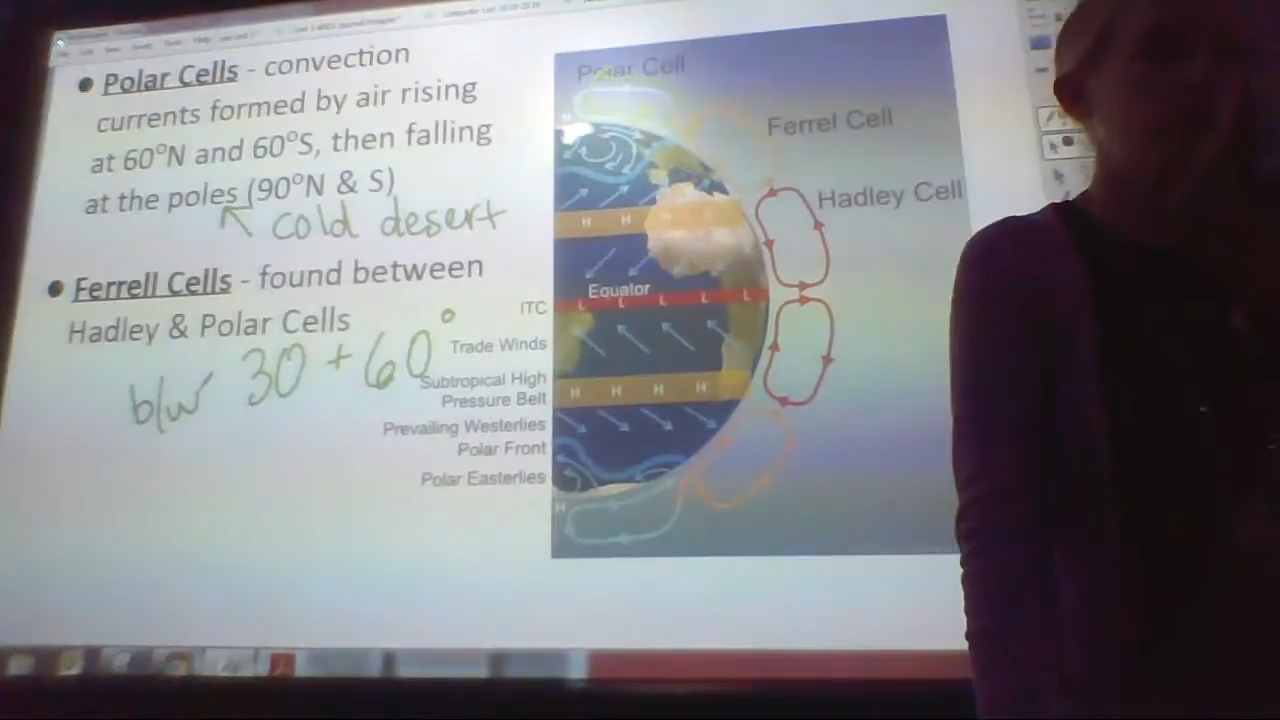 ● Polar Cells - convection
currents formed by air rising
at 60°N and 60°S, then falling
at the poles (90°N & S)
cold desert
● Ferrell Cells - found between
Hadley & Polar Cells
b/w 30 + 60°
Polar Cell
Ferrel Cell
Hadley Cell
H
H H
Equator
ITC
L L L L L
Trade Winds
Subtropical High
Pressure Belt
H H H H
Prevailing Westerlies
Polar Front
Polar Easterlies
H